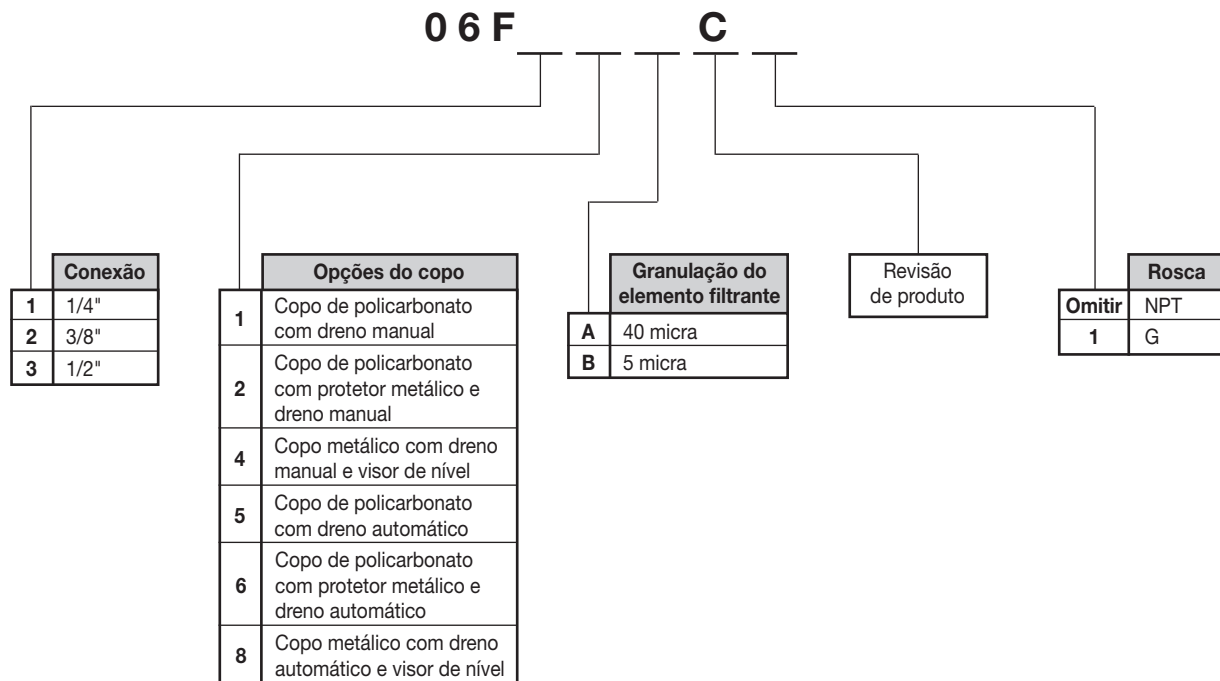 06F C
Conexão
1 1/4"
2 3/8"
3 1/2"
Opções do copo
1 Copo de policarbonato
com dreno manual
2 Copo de policarbonato
com protetor metálico e
dreno manual
4 Copo metálico com dreno
manual e visor de nível
5 Copo de policarbonato
com dreno automático
6 Copo de policarbonato
com protetor metálico e
dreno automático
8 Copo metálico com dreno
automático e visor de nível
Granulação do
elemento filtrante
A 40 micra
B 5 micra
Revisão
de produto
Rosca
Omitir NPT
1 G